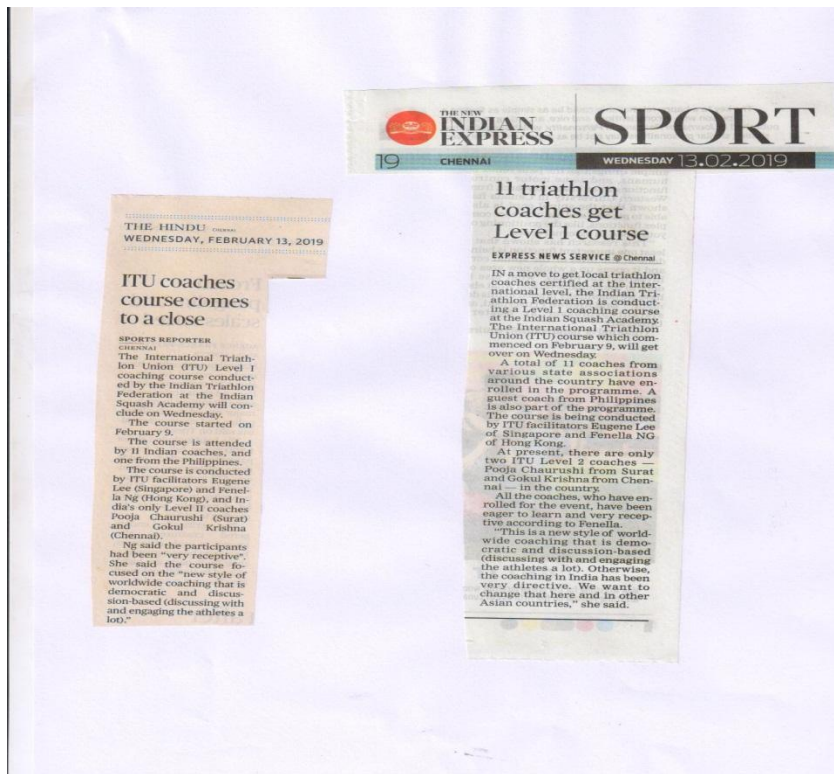 THE HINDU CHENNAI
WEDNESDAY, FEBRUARY 13, 2019
ITU coaches
course comes
to a close
SPORTS REPORTER
CHENNAI
The International Triath-
lon Union (ITU) Level I
coaching course conduct-
ed by the Indian Triathlon
Federation at the Indian
Squash Academy will con-
clude on Wednesday.
The course started on
February 9.
The course is attended
by 11 Indian coaches, and
one from the Philippines.
The course is conducted
by ITU facilitators Eugene
Lee (Singapore) and Fenel-
la Ng (Hong Kong), and In-
dia's only Level II coaches
Pooja Chaurushi (Surat)
and Gokul Krishna
(Chennai).
Ng said the participants
had been "very receptive".
She said the course fo-
cused on the "new style of
worldwide coaching that is
democratic and discus-
sion-based (discussing with
and engaging the athletes a
lot)."
THE NEW
INDIAN
EXPRESS
SPORT
19 CHENNAI WEDNESDAY 13.02.2019
11 triathlon
coaches get
Level 1 course
EXPRESS NEWS SERVICE @ Chennai
IN a move to get local triathlon
coaches certified at the inter-
national level, the Indian Tri-
athlon Federation is conduct-
ing a Level 1 coaching course
at the Indian Squash Academy.
The International Triathlon
Union (ITU) course which com-
menced on February 9, will get
over on Wednesday.
A total of 11 coaches from
various state associations
around the country have en-
rolled in the programme. A
guest coach from Philippines
is also part of the programme.
The course is being conducted
by ITU facilitators Eugene Lee
of Singapore and Fenella NG
of Hong Kong.
At present, there are only
two ITU Level 2 coaches —
Pooja Chaurushi from Surat
and Gokul Krishna from Chen-
nai — in the country.
All the coaches, who have en-
rolled for the event, have been
eager to learn and very recep-
tive according to Fenella.
"This is a new style of world-
wide coaching that is demo-
cratic and discussion-based
(discussing with and engaging
the athletes a lot). Otherwise,
the coaching in India has been
very directive. We want to
change that here and in other
Asian countries," she said.